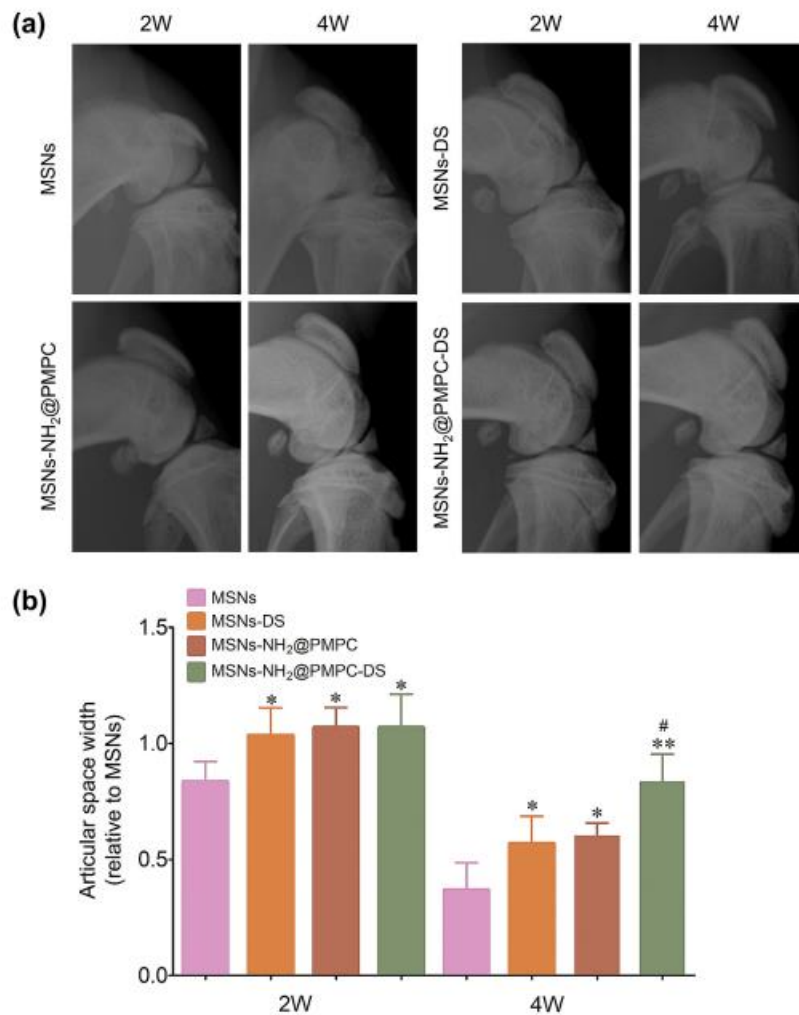 (a)
2W 4W 2W 4W
MSNs
MSNs-DS
MSNs-NH₂@PMPC
MSNs-NH₂@PMPC-DS
(b)
MSNs
MSNs-DS
MSNs-NH₂@PMPC
MSNs-NH₂@PMPC-DS
Articular space width
(relative to MSNs)
1.5
1.0
0.5
0.0
* * * * * # **
2W 4W